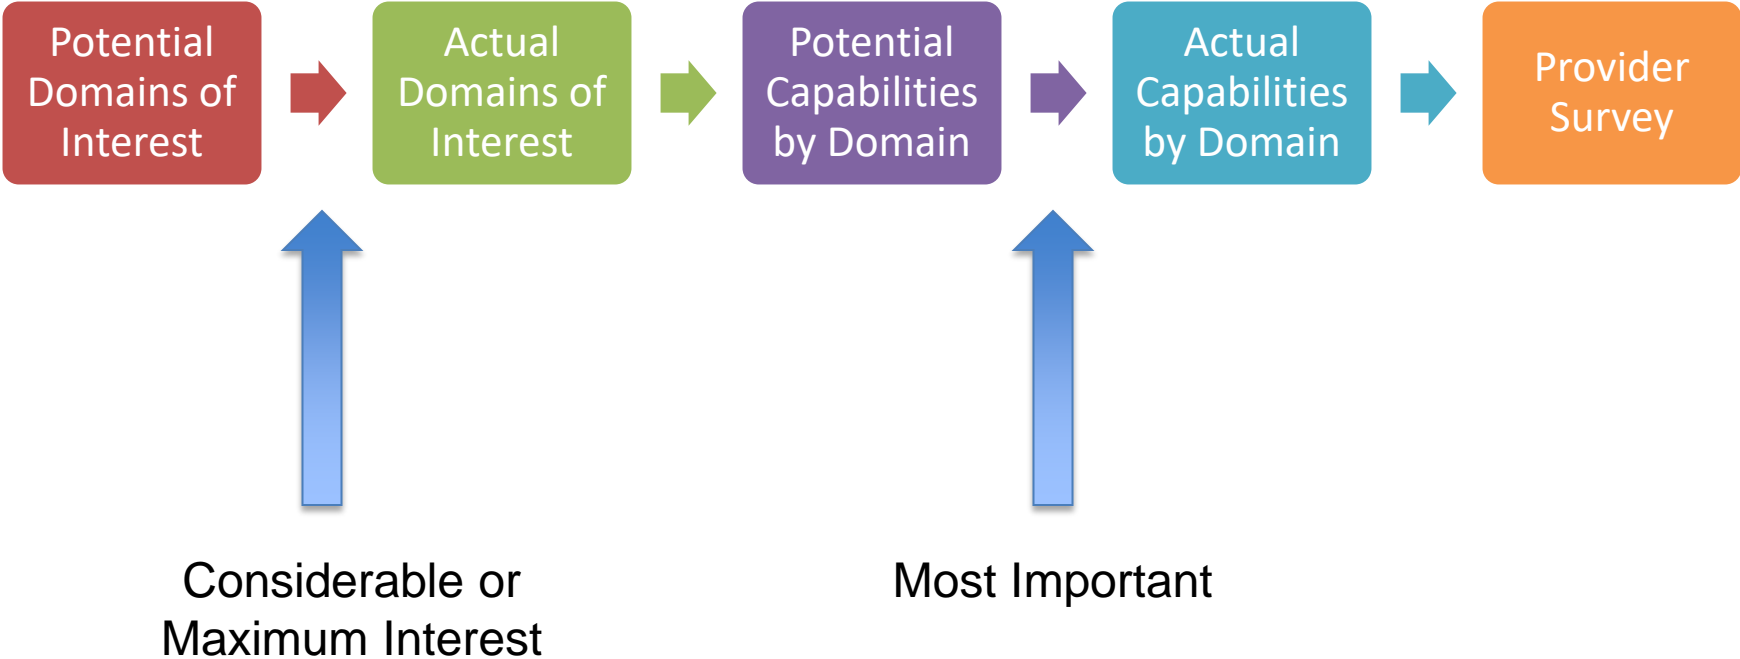 Potential
Domains of
Interest
Actual
Domains of
Interest
Potential
Capabilities
by Domain
Actual
Capabilities
by Domain
Provider
Survey
Considerable or
Maximum Interest
Most Important